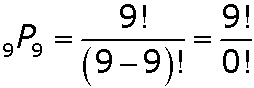 ₉P₉ = 9! / (9 − 9)! = 9! / 0!